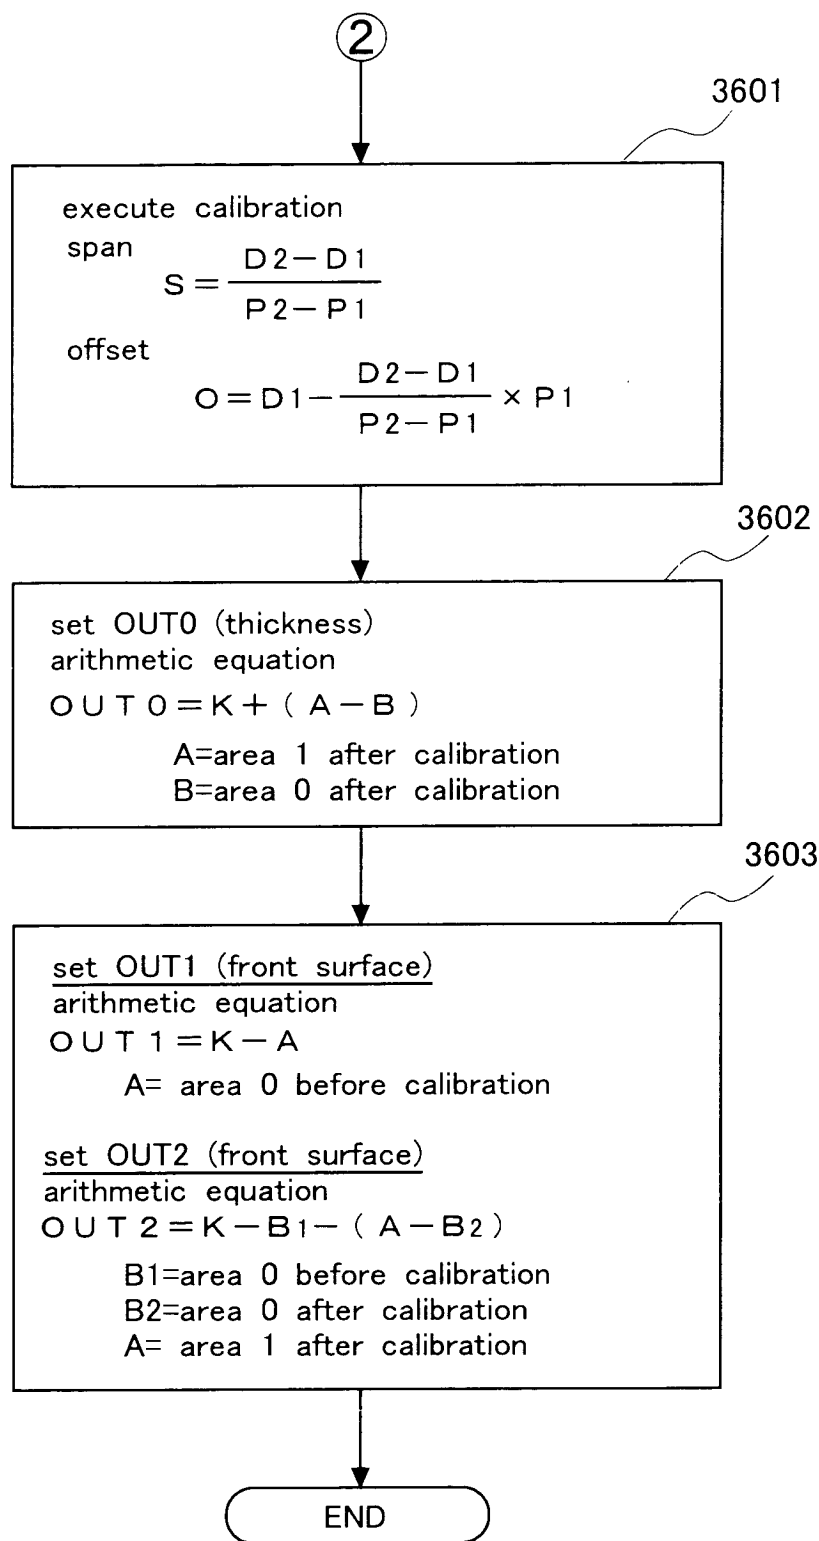 2
3601
execute calibration
span
S = (D2－D1) / (P2－P1)
offset
O = D1－(D2－D1) / (P2－P1) × P1
3602
set OUT0 (thickness)
arithmetic equation
OUT0=K+(A－B)
A=area 1 after calibration
B=area 0 after calibration
3603
set OUT1 (front surface)
arithmetic equation
OUT1=K－A
A= area 0 before calibration
set OUT2 (front surface)
arithmetic equation
OUT2=K－B1－(A－B2)
B1=area 0 before calibration
B2=area 0 after calibration
A= area 1 after calibration
END